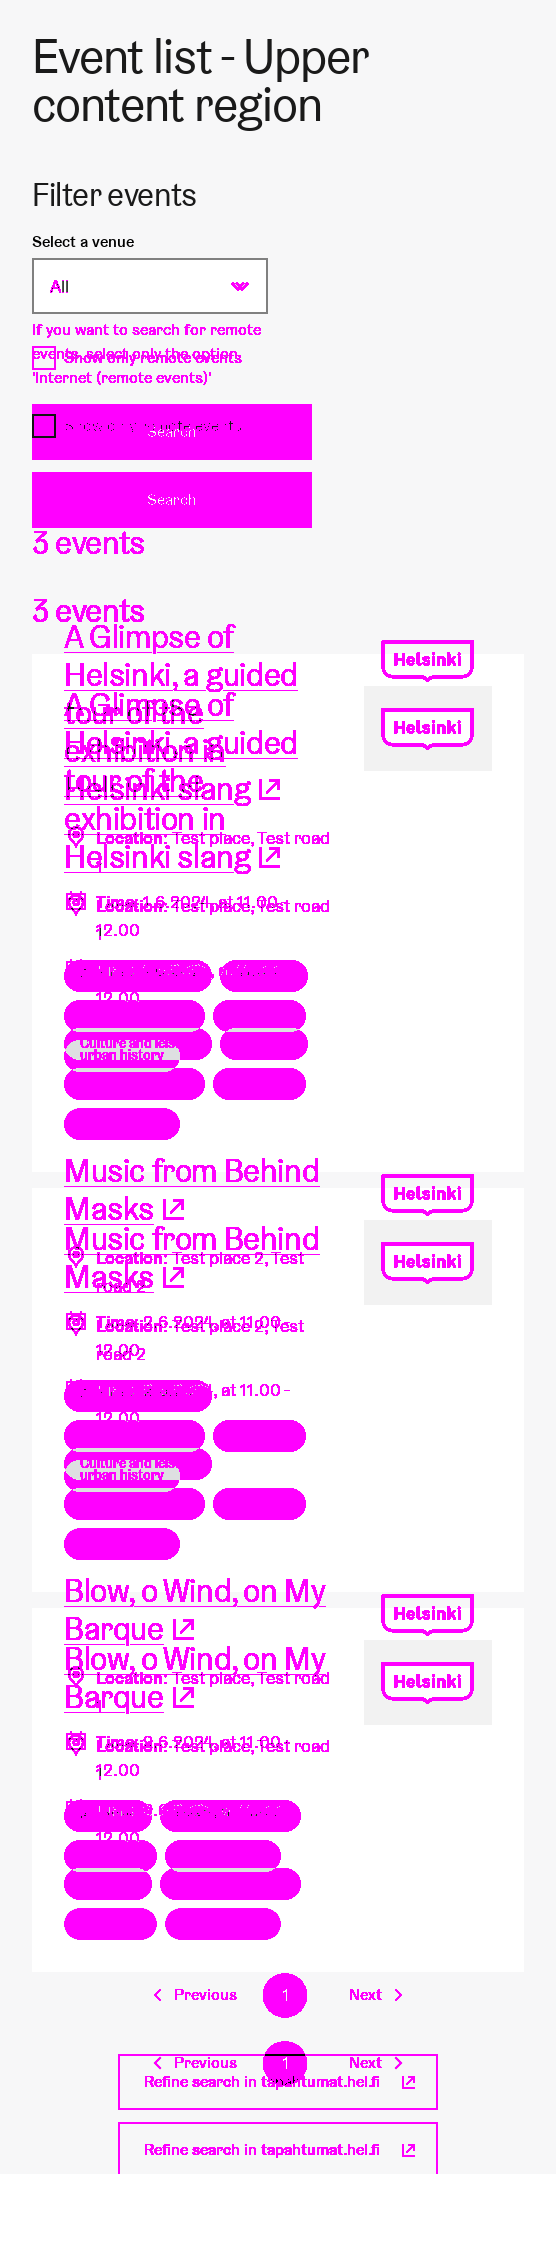 Event list - Upper
content region
Filter events
Select a venue
All
If you want to search for remote
events, select only the option
Show only remote events
'Internet (remote events)'
Search
Search
3 events
3 events
A Glimpse of
Helsinki, a guided
Helsinki
A Glimpse of
tour of the
Helsinki
Helsinki, a guided
exhibition in
tour of the
Helsinki slang
exhibition in
Location: Test place, Test road
Helsinki slang
1
Time: 1.6.2024, at 11.00 -
Location: Test place, Test road
12.00
1
12.00
Culture and leis
urban history
Music from Behind
Masks
Helsinki
Music from Behind
Location: Test place 2, Test
Helsinki
Masks
road 2
Time: 2.6.2024, at 11.00 -
Location: Test place 2, Test
12.00
road 2
, at 11.00 -
12.00
Culture and leis
urban history
Blow, o Wind, on My
Barque
Helsinki
Blow, o Wind, on My
Location: Test place, Test road
Helsinki
Barque
1
Location: Test place, Test road
12.00
1
12.00
Previous
1
Next
Previous
1
Next
Refine search in tapahtumat.hel.fi
Refine search in tapahtumat.hel.fi